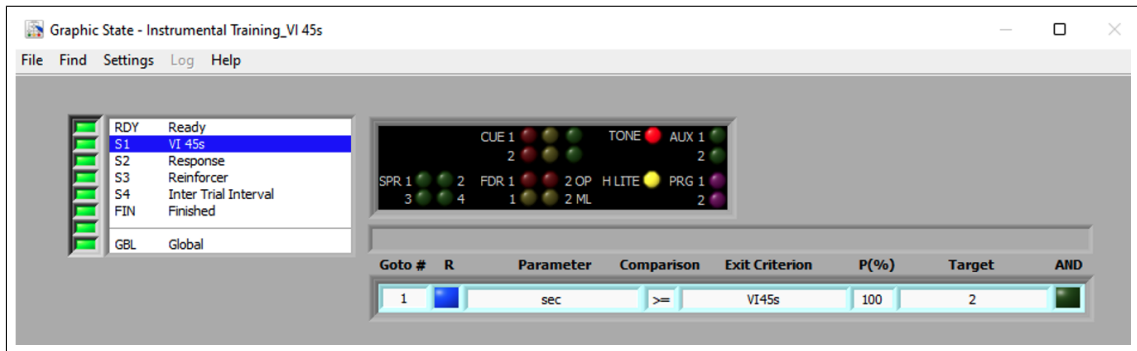 Graphic State - Instrumental Training_VI 45s
File Find Settings Log Help
RDY Ready
S1 VI 45s
S2 Response
S3 Reinforcer
S4 Inter Trial Interval
FIN Finished
GBL Global
CUE 1 TONE AUX 1
2 2
SPR 1 2 FDR 1 2 OP H LITE PRG 1
3 4 1 2 ML 2
Goto # R Parameter Comparison Exit Criterion P(%) Target AND
1 sec >= VI45s 100 2